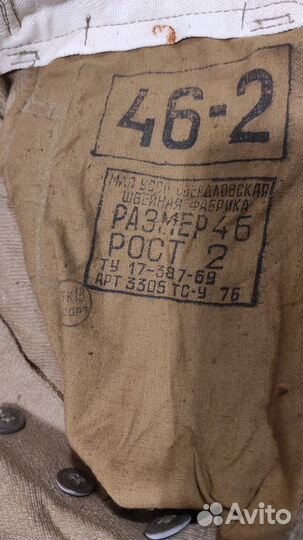 46-2
МЛП УССР СВЕРДЛОВСКАЯ
ШВЕЙНАЯ ФАБРИКА
РАЗМЕР 46
РОСТ 2
ТУ 17-387-69
АРТ 3305 ТС-У 76
Avito